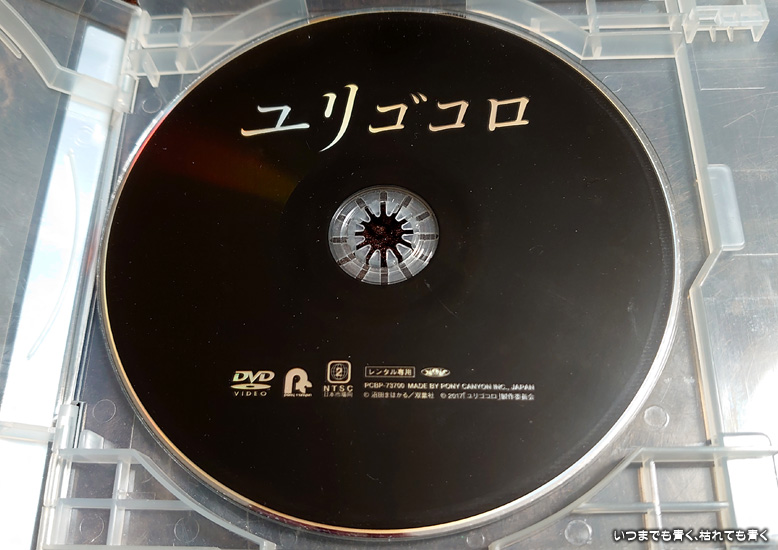 ユリゴコロ
DVD
VIDEO
2
NTSC
日本市場向
レンタル専用
PCBP-73700 MADE BY PONY CANYON INC., JAPAN
© 沼田まほかる／双葉社 © 2017「ユリゴコロ」製作委員会
いつまでも青く、枯れても青く